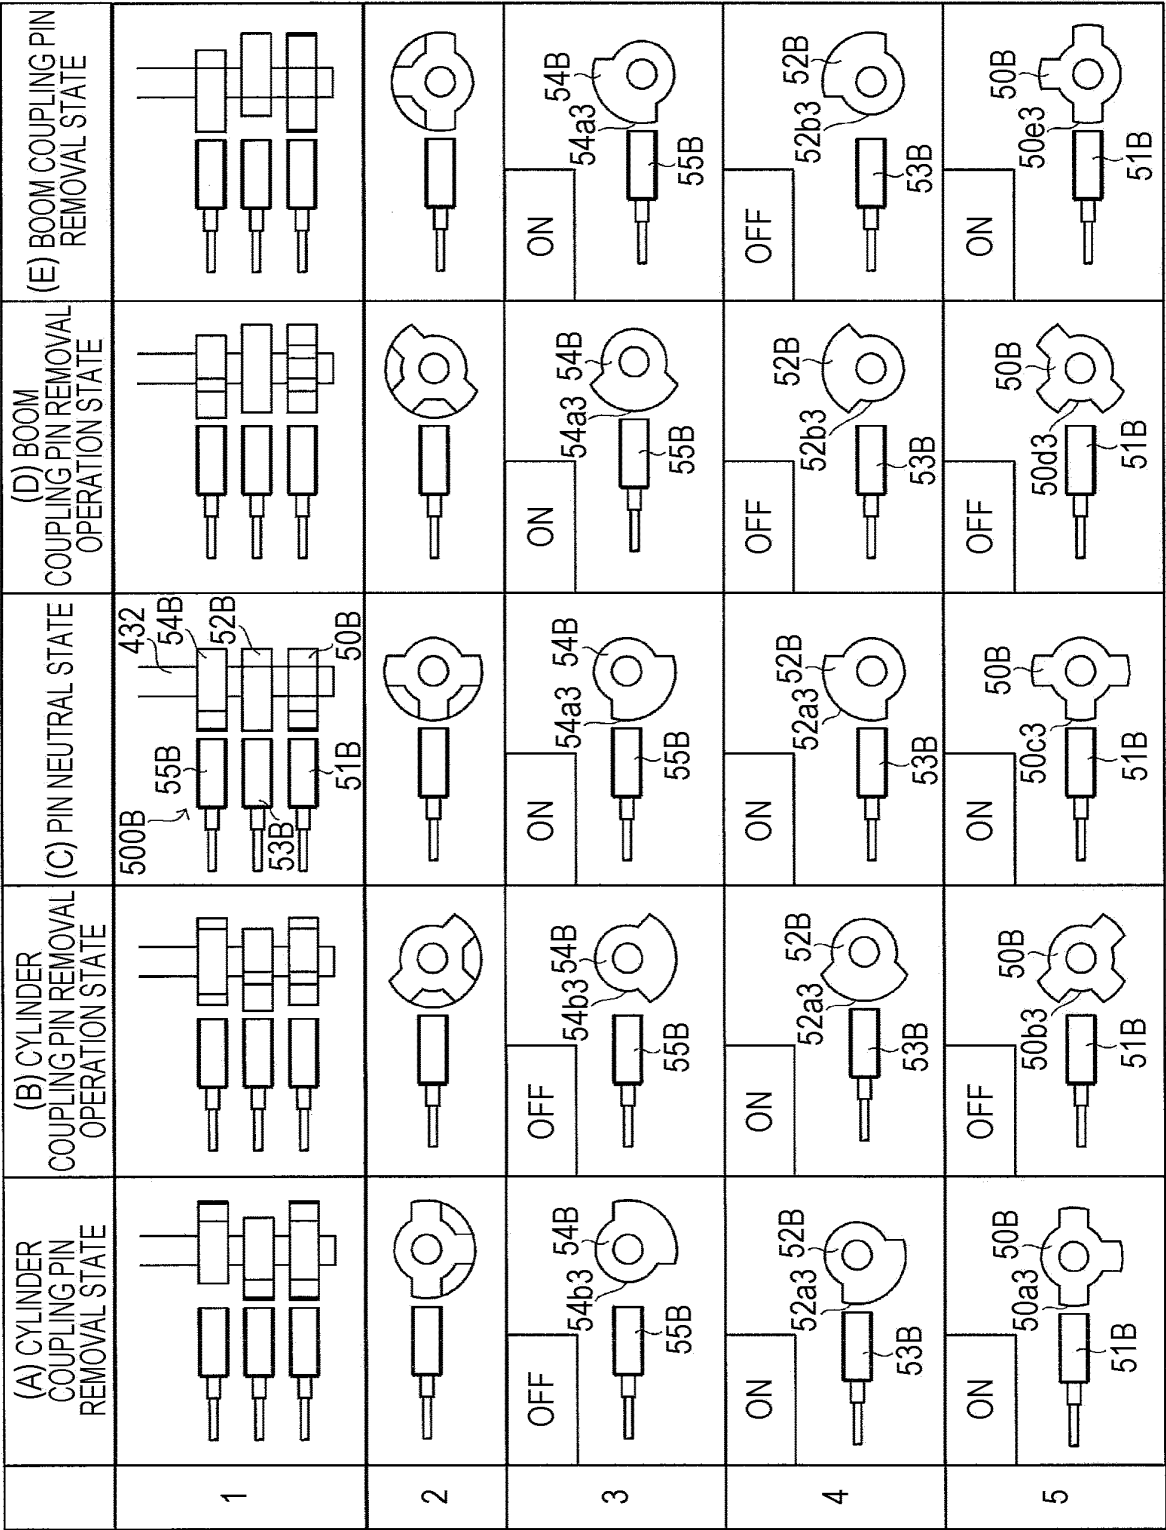 (A) CYLINDER
COUPLING PIN
REMOVAL STATE
(B) CYLINDER
COUPLING PIN REMOVAL
OPERATION STATE
(C) PIN NEUTRAL STATE
(D) BOOM
COUPLING PIN REMOVAL
OPERATION STATE
(E) BOOM COUPLING PIN
REMOVAL STATE
1
500B
55B
53B
51B
432
54B
52B
50B
2
3
OFF
54b3
54B
55B
OFF
54b3
54B
55B
ON
54a3
54B
55B
ON
54a3
54B
55B
ON
54a3
54B
55B
4
ON
52a3
52B
53B
ON
52a3
52B
53B
ON
52a3
52B
53B
OFF
52b3
52B
53B
OFF
52b3
52B
53B
5
ON
50a3
50B
51B
OFF
50b3
50B
51B
ON
50c3
50B
51B
OFF
50d3
50B
51B
ON
50e3
50B
51B